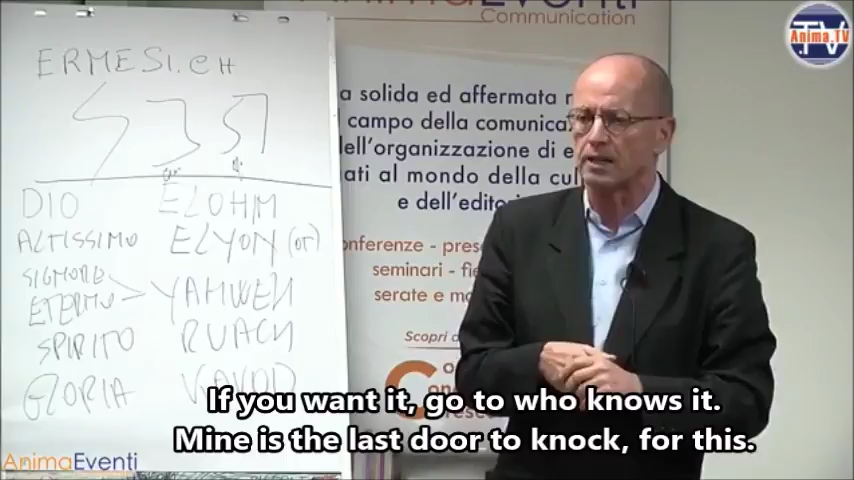 AnimaEventi
Communication
Anima.TV
ERMESI.CH
a solida ed affermata
campo della comunica
dell'organizzazione di e
ati al mondo della cul
e dell'editor
DIO ELOHIM
ALTISSIMO ELYON (OT)
SIGNORE
ETERNO YAHWEH
SPIRITO RUACH
GLORIA KAVOD
onferenze - pres
seminari - fie
serate e m
Scopri
If you want it, go to who knows it.
Mine is the last door to knock, for this.
AnimaEventi